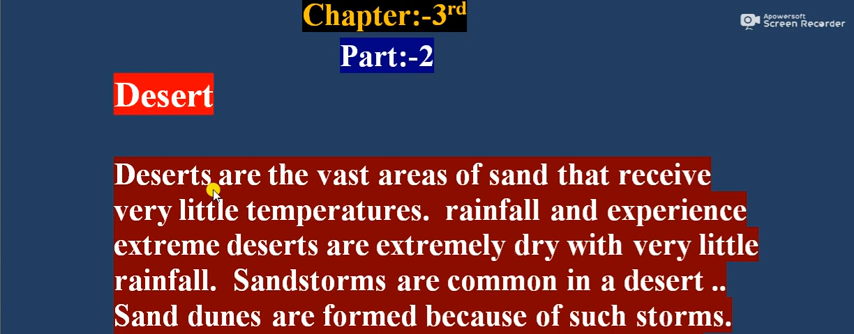 Chapter:-3rd
Apowersoft
Screen Recorder
Part:-2
Desert
Deserts are the vast areas of sand that receive
very little temperatures.  rainfall and experience
extreme deserts are extremely dry with very little
rainfall.  Sandstorms are common in a desert ..
Sand dunes are formed because of such storms.